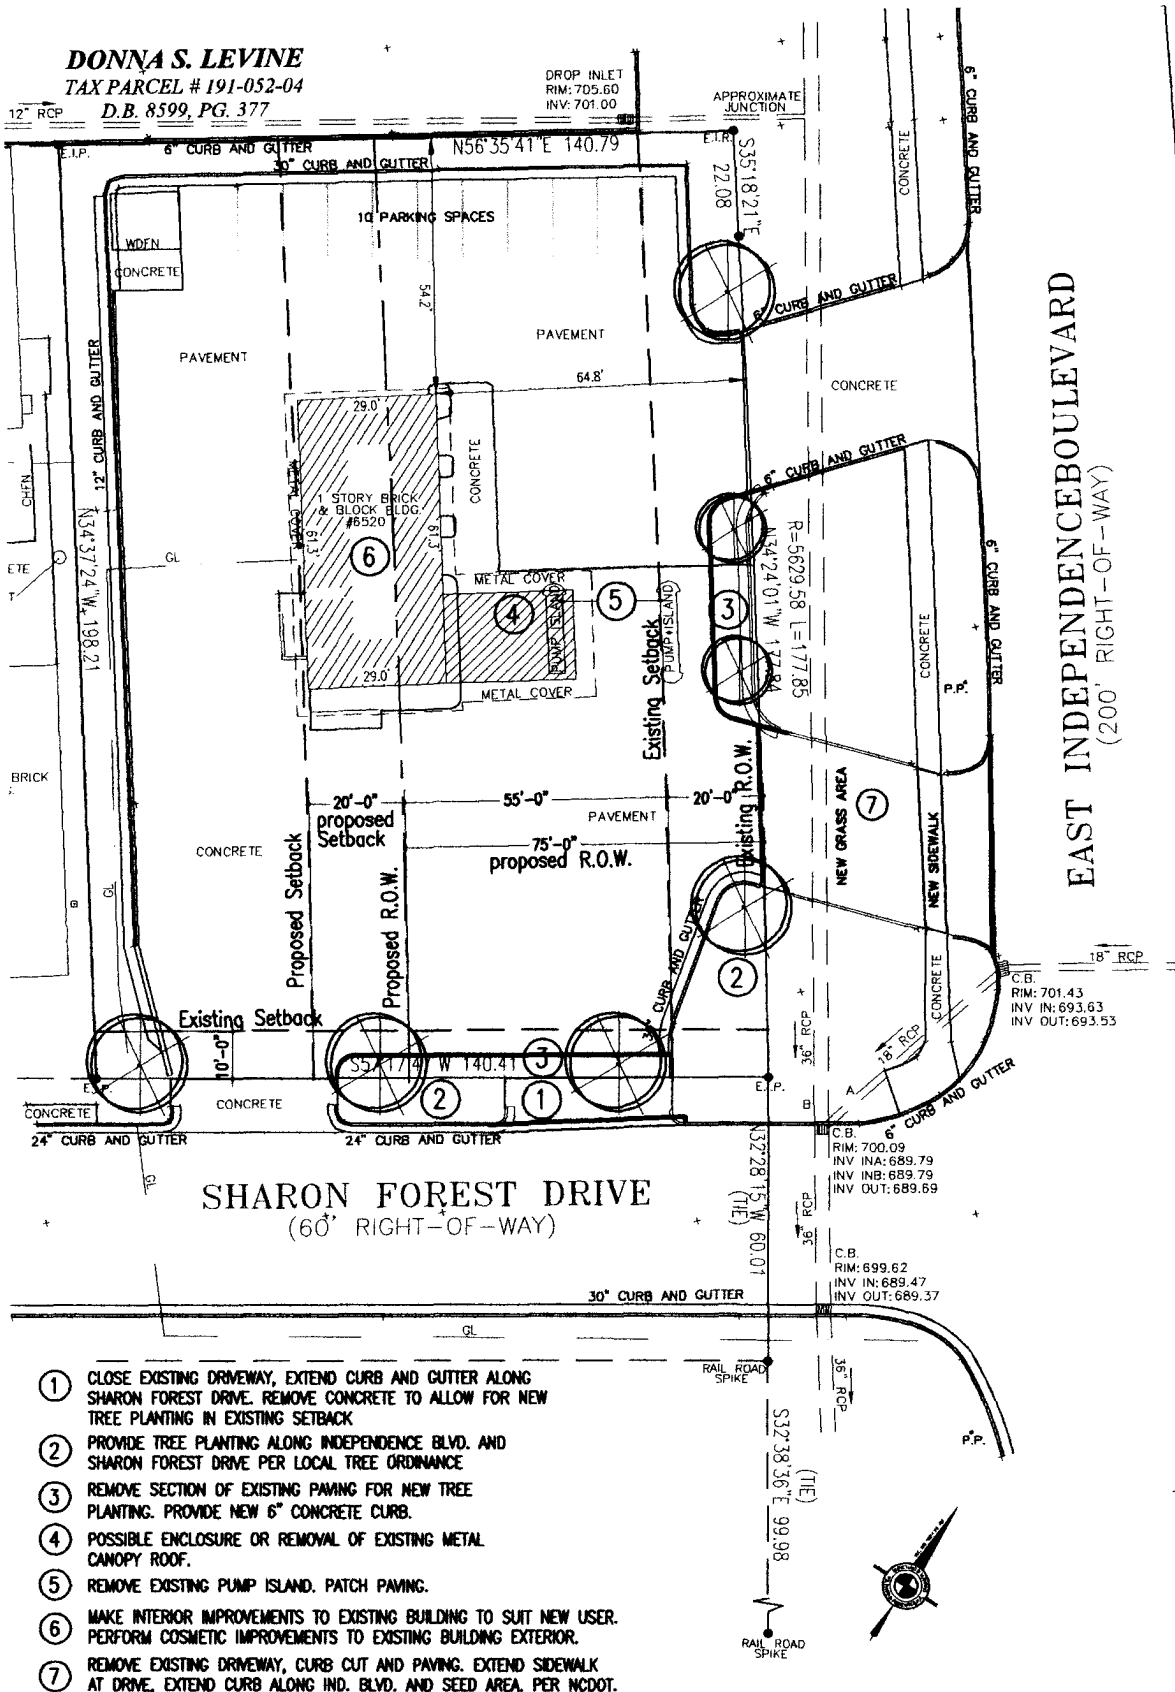 DONNA S. LEVINE
TAX PARCEL # 191-052-04
D.B. 8599, PG. 377
12" RCP
DROP INLET
RIM: 705.60
INV: 701.00
APPROXIMATE
JUNCTION
E.I.P.
6" CURB AND GUTTER
30" CURB AND GUTTER
N56°35'41"E 140.79
E.I.R.
S35°18'21"E
22.08
CONCRETE
6" CURB AND GUTTER
10 PARKING SPACES
WDFN
CONCRETE
54.2'
6" CURB AND GUTTER
PAVEMENT
PAVEMENT
64.8'
CONCRETE
12" CURB AND GUTTER
29.0'
CONCRETE
6" CURB AND GUTTER
EAST INDEPENDENCEBOULEVARD
(200' RIGHT-OF-WAY)
CHFN
METAL COVER
1 STORY BRICK
& BLOCK BLDG.
#6520
61.3'
61.3'
6
GL
N34°37'24"W 198.21
ETE
T
METAL COVER
4
5
PUMP ISLAND
PUMP ISLAND
3
N34°24'01"W 177.84
R=5629.58 L=177.85
6" CURB AND GUTTER
CONCRETE
P.P.
29.0'
METAL COVER
Existing Setback
BRICK
20'-0"
proposed
Setback
55'-0"
20'-0"
PAVEMENT
75'-0"
proposed R.O.W.
Existing R.O.W.
NEW GRASS AREA
7
NEW SIDEWALK
CONCRETE
GL
B
Proposed Setback
Proposed R.O.W.
CURB AND GUTTER
2
CONCRETE
18" RCP
C.B.
RIM: 701.43
INV IN: 693.63
INV OUT: 693.53
Existing Setback
10'-0"
36" RCP
18" RCP
E.I.P.
3
W 140.41
E.I.P.
A
B
CONCRETE
CONCRETE
2
1
6" CURB AND GUTTER
24" CURB AND GUTTER
24" CURB AND GUTTER
C.B.
RIM: 700.09
INV INA: 689.79
INV INB: 689.79
INV OUT: 689.69
GL
SHARON FOREST DRIVE
(60' RIGHT-OF-WAY)
N32°28'15"W 60.01
(TIE)
36" RCP
C.B.
RIM: 699.62
INV IN: 689.47
INV OUT: 689.37
30" CURB AND GUTTER
GL
RAIL ROAD
SPIKE
36" RCP
P.P.
S32°38'36"E 99.98
(TIE)
RAIL ROAD
SPIKE
1 CLOSE EXISTING DRIVEWAY, EXTEND CURB AND GUTTER ALONG
SHARON FOREST DRIVE. REMOVE CONCRETE TO ALLOW FOR NEW
TREE PLANTING IN EXISTING SETBACK
2 PROVIDE TREE PLANTING ALONG INDEPENDENCE BLVD. AND
SHARON FOREST DRIVE PER LOCAL TREE ORDINANCE
3 REMOVE SECTION OF EXISTING PAVING FOR NEW TREE
PLANTING. PROVIDE NEW 6" CONCRETE CURB.
4 POSSIBLE ENCLOSURE OR REMOVAL OF EXISTING METAL
CANOPY ROOF.
5 REMOVE EXISTING PUMP ISLAND. PATCH PAVING.
6 MAKE INTERIOR IMPROVEMENTS TO EXISTING BUILDING TO SUIT NEW USER.
PERFORM COSMETIC IMPROVEMENTS TO EXISTING BUILDING EXTERIOR.
7 REMOVE EXISTING DRIVEWAY, CURB CUT AND PAVING. EXTEND SIDEWALK
AT DRIVE. EXTEND CURB ALONG IND. BLVD. AND SEED AREA. PER NCDOT.